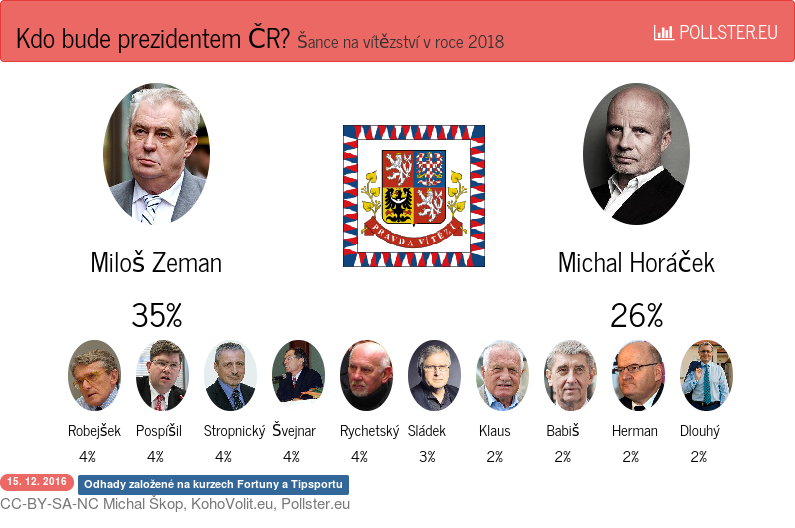 Kdo bude prezidentem ČR? Šance na vítězství v roce 2018
POLLSTER.EU
PRAVDA VÍTĚZÍ
Miloš Zeman
Michal Horáček
35%
26%
Robejšek Pospíšil Stropnický Švejnar Rychetský Sládek Klaus Babiš Herman Dlouhý
4% 4% 4% 4% 4% 3% 2% 2% 2% 2%
15. 12. 2016 Odhady založené na kurzech Fortuny a Tipsportu
CC-BY-SA-NC Michal Škop, KohoVolit.eu, Pollster.eu